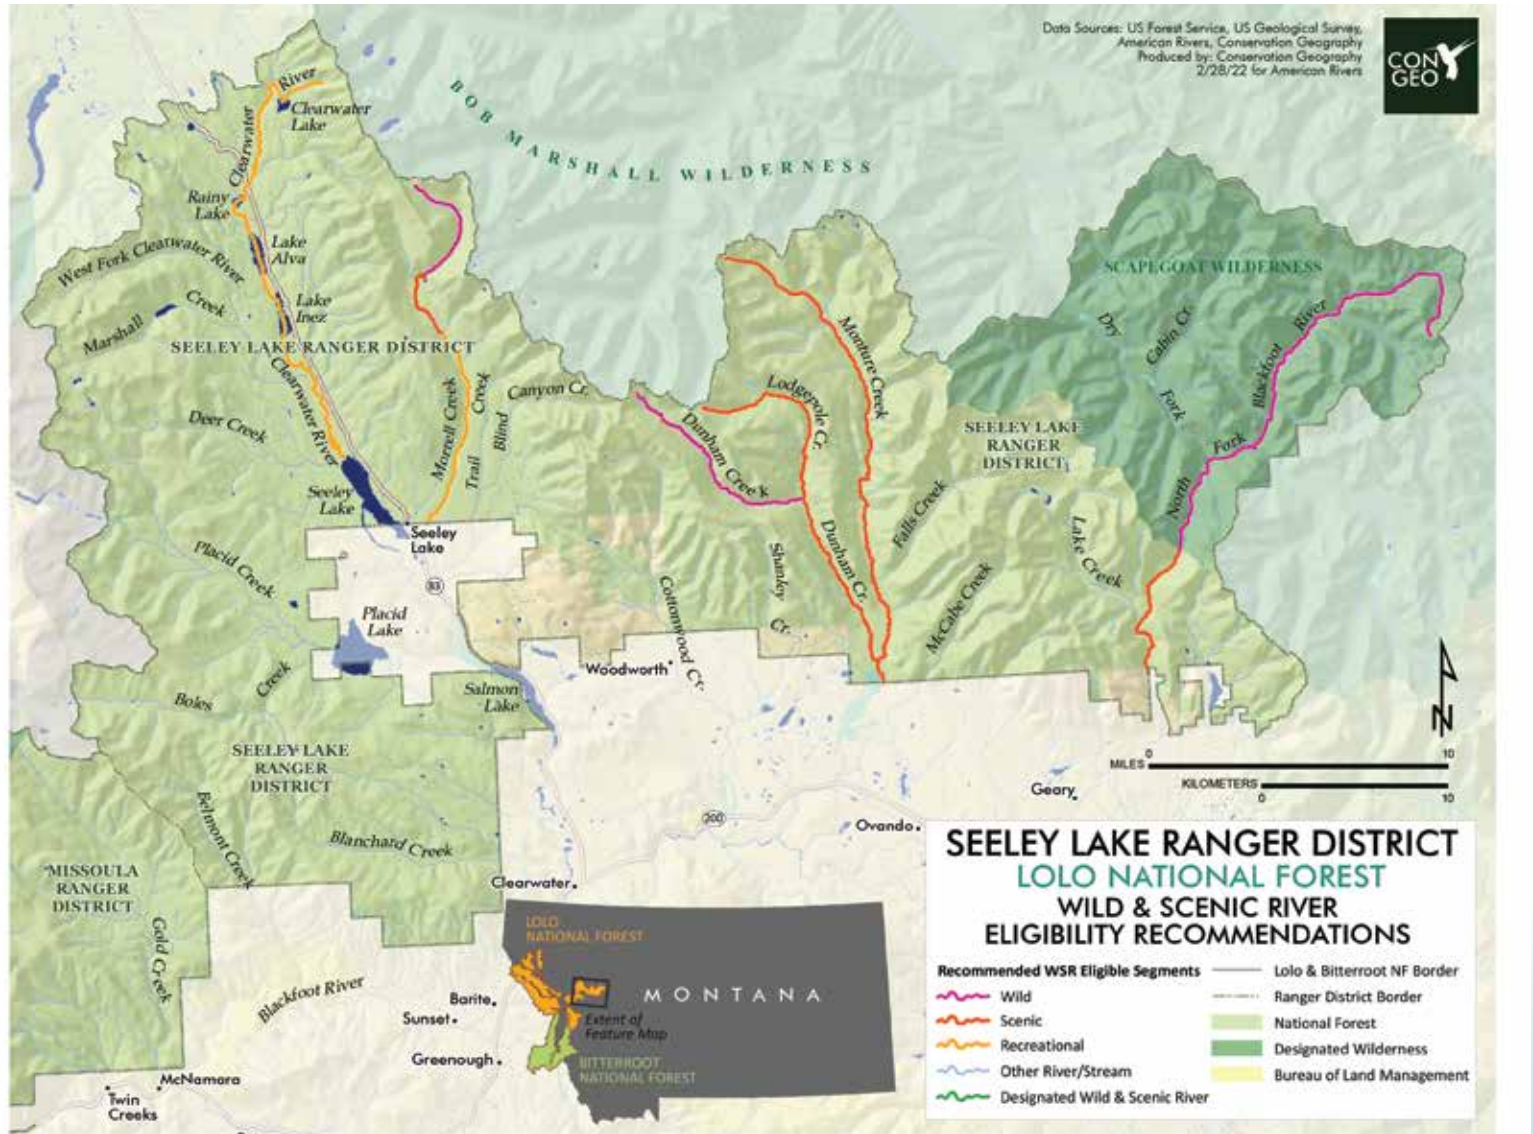 Data Sources: US Forest Service, US Geological Survey,
American Rivers, Conservation Geography
Produced by: Conservation Geography
2/28/22 for American Rivers
CON
GEO
BOB MARSHALL WILDERNESS
River
Clearwater
Lake
Clearwater
Rainy
Lake
Lake
Alva
West Fork Clearwater River
Lake
Inez
Marshall
Creek
SEELEY LAKE RANGER DISTRICT
Clearwater River
Deer Creek
Morrell Creek
Trail
Creek
Blind
Canyon Cr.
Seeley
Lake
Seeley
Lake
Placid Creek
83
Placid
Lake
Boles
Creek
Salmon
Lake
SEELEY LAKE
RANGER
DISTRICT
Belmont Creek
Blanchard Creek
MISSOULA
RANGER
DISTRICT
Gold Creek
Blackfoot River
Twin
Creeks
McNamara
Dunham Creek
Lodgepole Cr.
Monture Creek
Dunham Cr.
Shanley
Cr.
Cottonwood Cr.
Woodworth
Falls Creek
McCabe Creek
SEELEY LAKE
RANGER
DISTRICT
Lake Creek
SCAPEGOAT WILDERNESS
Dry
Fork
Cabin Cr.
North
Fork
Blackfoot
River
N
MILES
0
10
KILOMETERS
0
10
Geary
Ovando
200
Clearwater
Barite
Sunset
Greenough
LOLO
NATIONAL FOREST
MONTANA
Extent of
Feature Map
BITTERROOT
NATIONAL FOREST
SEELEY LAKE RANGER DISTRICT
LOLO NATIONAL FOREST
WILD & SCENIC RIVER
ELIGIBILITY RECOMMENDATIONS
Recommended WSR Eligible Segments
Wild
Scenic
Recreational
Other River/Stream
Designated Wild & Scenic River
Lolo & Bitterroot NF Border
Ranger District Border
National Forest
Designated Wilderness
Bureau of Land Management